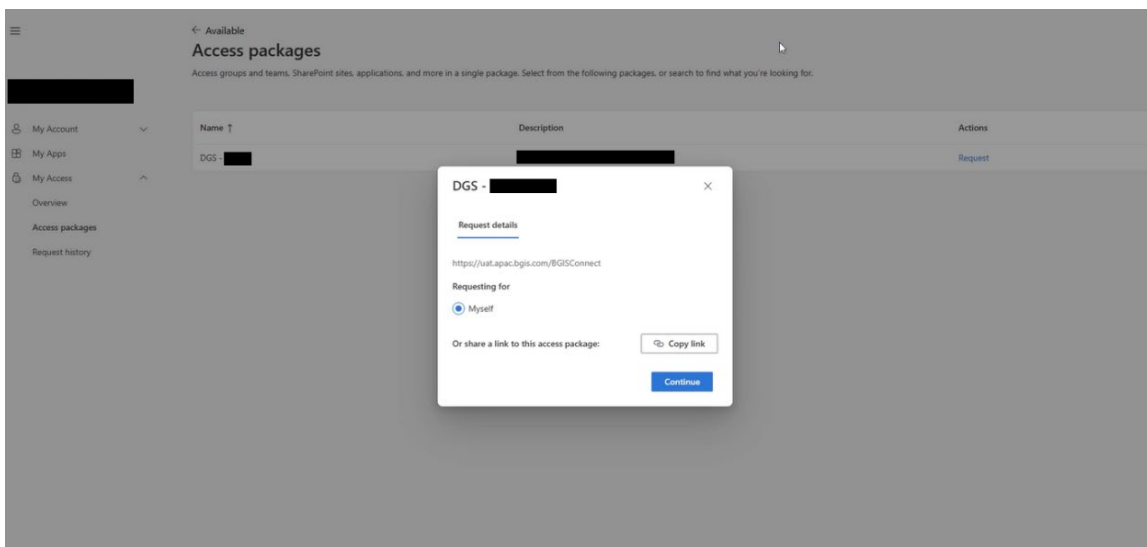 ← Available
Access packages
Access groups and teams, SharePoint sites, applications, and more in a single package. Select from the following packages, or search to find what you're looking for.
My Account
My Apps
My Access
Overview
Access packages
Request history
Name ↑ Description Actions
DGS - Request
DGS -
Request details
https://uat.apac.bgis.com/BGISConnect
Requesting for
Myself
Or share a link to this access package: Copy link
Continue